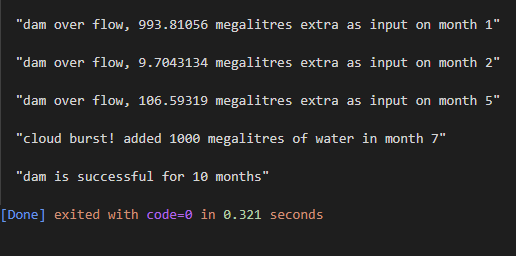 "dam over flow, 993.81056 megalitres extra as input on month 1"
"dam over flow, 9.7043134 megalitres extra as input on month 2"
"dam over flow, 106.59319 megalitres extra as input on month 5"
"cloud burst! added 1000 megalitres of water in month 7"
"dam is successful for 10 months"
[Done] exited with code=0 in 0.321 seconds